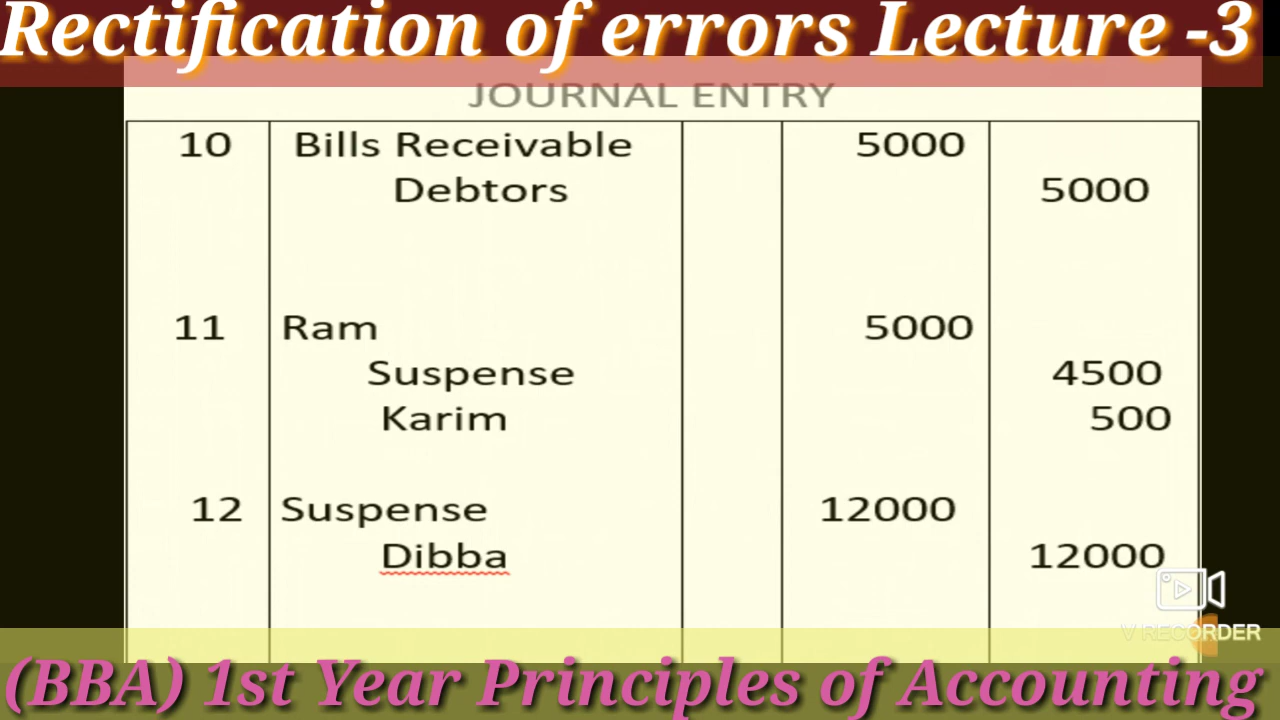 Rectification of errors Lecture -3
JOURNAL ENTRY
10 Bills Receivable 5000
Debtors 5000
11 Ram 5000
Suspense 4500
Karim 500
12 Suspense 12000
Dibba 12000
V RECORDER
(BBA) 1st Year Principles of Accounting